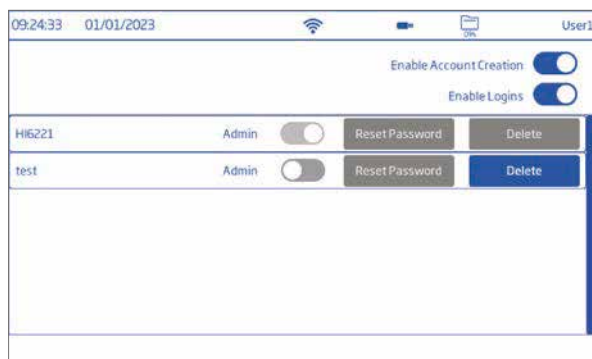 09:24:33 01/01/2023 0% User1
Enable Account Creation
Enable Logins
HI6221 Admin Reset Password Delete
test Admin Reset Password Delete